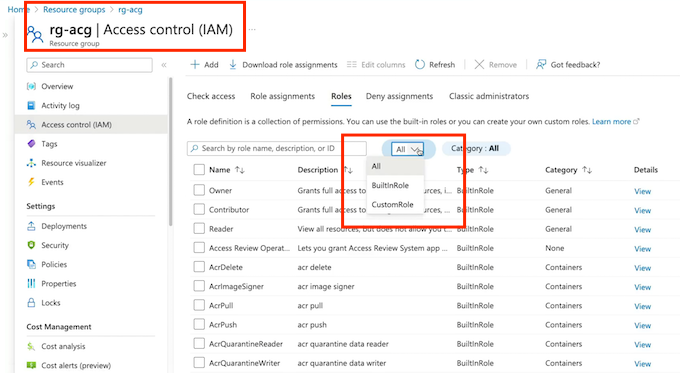 Home > Resource groups > rg-acg
rg-acg | Access control (IAM) ...
Resource group
Search
Overview
Activity log
Access control (IAM)
Tags
Resource visualizer
Events
Settings
Deployments
Security
Policies
Properties
Locks
Cost Management
Cost analysis
Cost alerts (preview)
+ Add Download role assignments Edit columns Refresh Remove Got feedback?
Check access Role assignments Roles Deny assignments Classic administrators
A role definition is a collection of permissions. You can use the built-in roles or you can create your own custom roles. Learn more
Search by role name, description, or ID All Category : All
All
BuiltInRole
CustomRole
Name Description Type Category Details
Owner Grants full access to ources, i... BuiltInRole General View
Contributor Grants full access to ources, ... BuiltInRole General View
Reader View all resources, but does not allow you t... BuiltInRole General View
Access Review Operat... Lets you grant Access Review System app ... BuiltInRole None View
AcrDelete acr delete BuiltInRole Containers View
AcrImageSigner acr image signer BuiltInRole Containers View
AcrPull acr pull BuiltInRole Containers View
AcrPush acr push BuiltInRole Containers View
AcrQuarantineReader acr quarantine data reader BuiltInRole Containers View
AcrQuarantineWriter acr quarantine data writer BuiltInRole Containers View